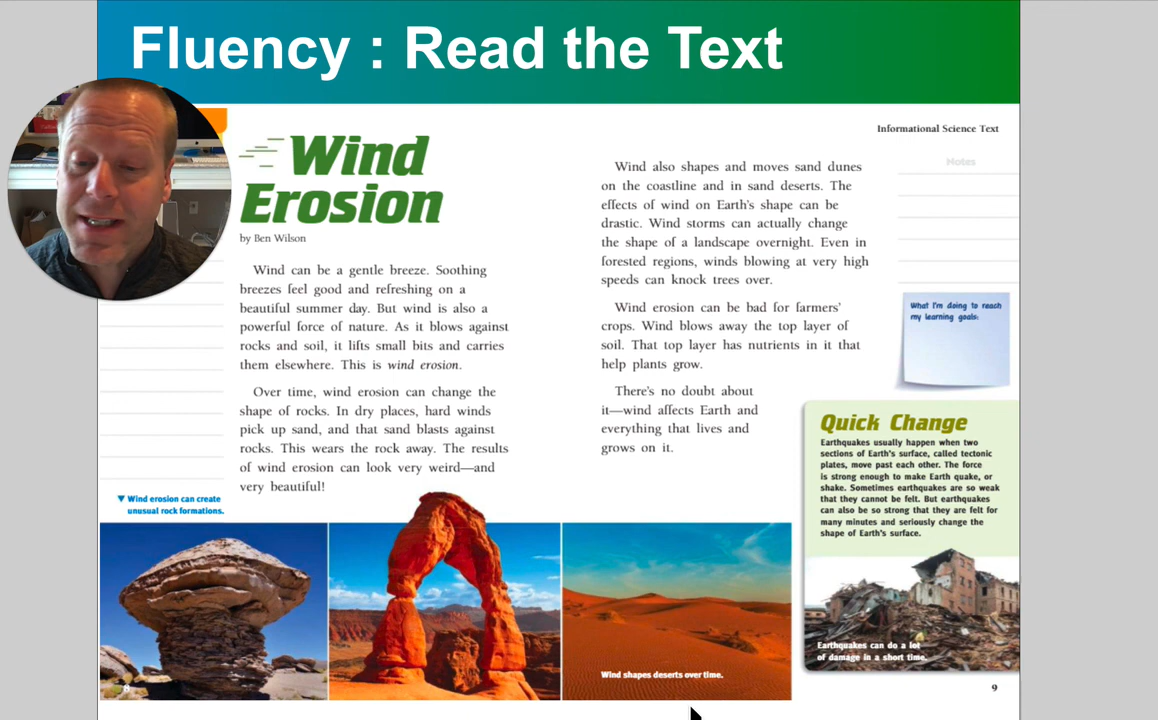 Fluency : Read the Text
Informational Science Text
Wind
Erosion
by Ben Wilson
Wind can be a gentle breeze. Soothing
breezes feel good and refreshing on a
beautiful summer day. But wind is also a
powerful force of nature. As it blows against
rocks and soil, it lifts small bits and carries
them elsewhere. This is wind erosion.
Over time, wind erosion can change the
shape of rocks. In dry places, hard winds
pick up sand, and that sand blasts against
rocks. This wears the rock away. The results
of wind erosion can look very weird—and
very beautiful!
▼ Wind erosion can create
unusual rock formations.
8
Wind also shapes and moves sand dunes
on the coastline and in sand deserts. The
effects of wind on Earth's shape can be
drastic. Wind storms can actually change
the shape of a landscape overnight. Even in
forested regions, winds blowing at very high
speeds can knock trees over.
Wind erosion can be bad for farmers'
crops. Wind blows away the top layer of
soil. That top layer has nutrients in it that
help plants grow.
There's no doubt about
it—wind affects Earth and
everything that lives and
grows on it.
Wind shapes deserts over time.
Notes
What I'm doing to reach
my learning goals:
Quick Change
Earthquakes usually happen when two
sections of Earth's surface, called tectonic
plates, move past each other. The force
is strong enough to make Earth quake, or
shake. Sometimes earthquakes are so weak
that they cannot be felt. But earthquakes
can also be so strong that they are felt for
many minutes and seriously change the
shape of Earth's surface.
Earthquakes can do a lot
of damage in a short time.
9